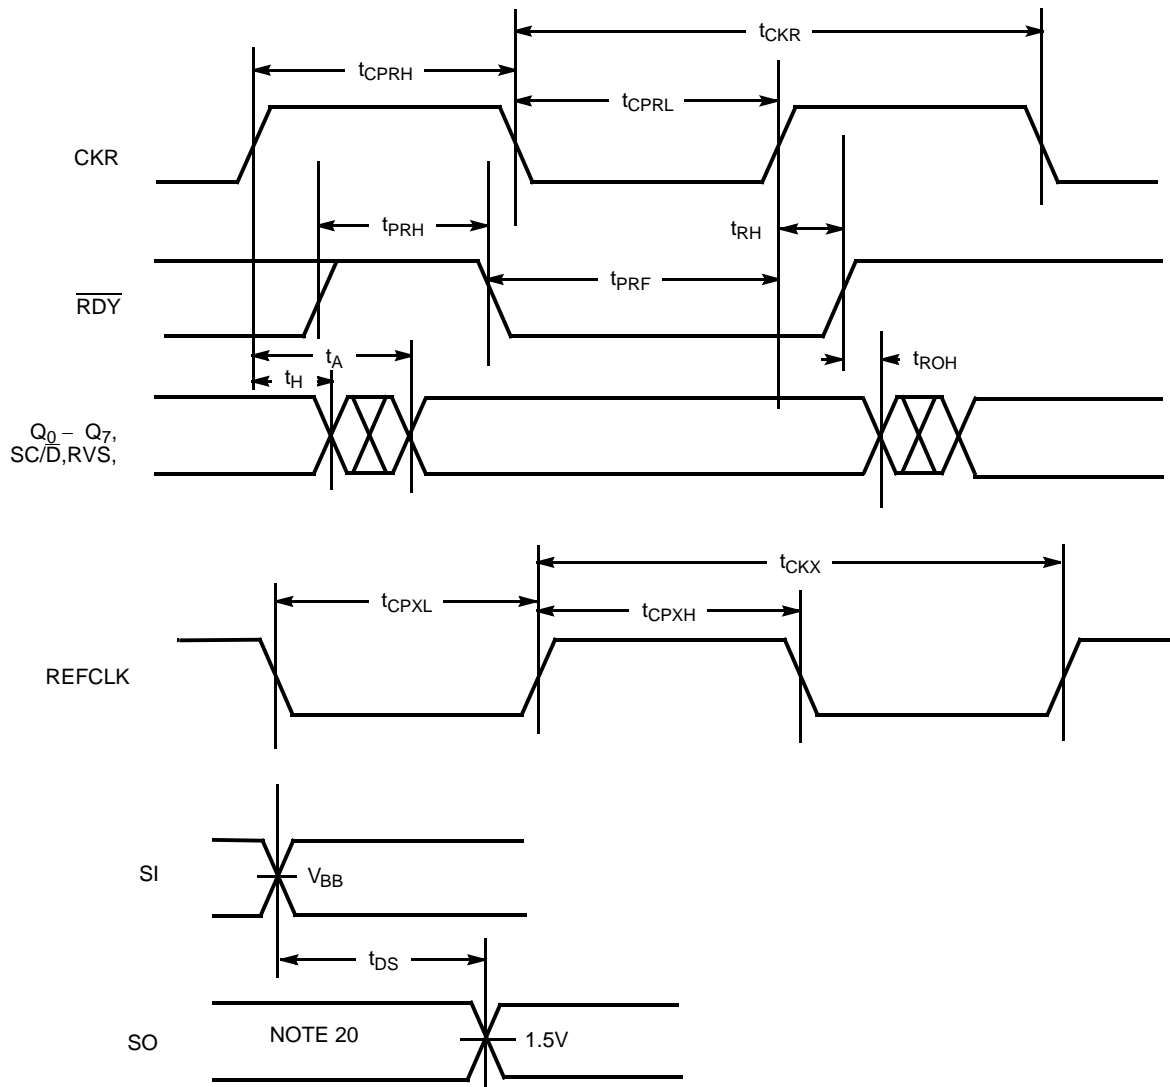 tCKR
tCPRH
tCPRL
CKR
tPRH
tRH
tPRF
RDY
tA
tROH
tH
Q0 – Q7,
SC/D,RVS,
tCKX
tCPXL
tCPXH
REFCLK
SI
VBB
tDS
NOTE 20
SO
1.5V